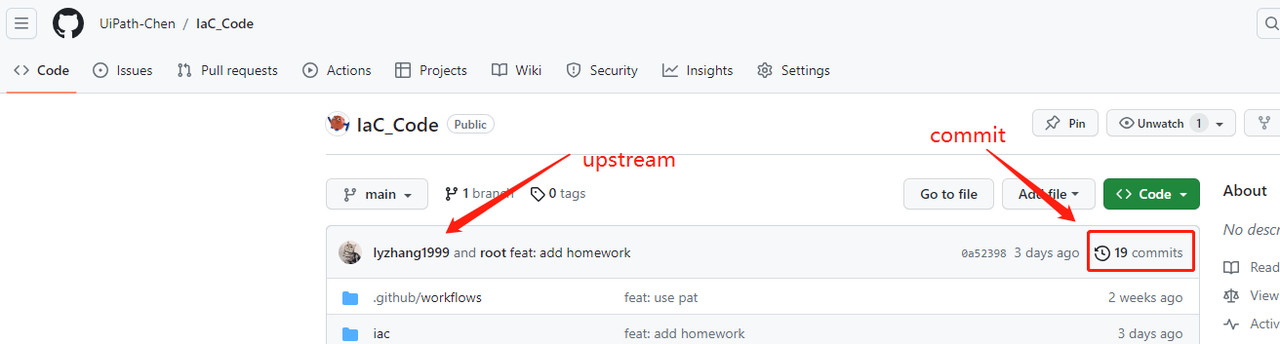 UiPath-Chen / IaC_Code
Code Issues Pull requests Actions Projects Wiki Security Insights Settings
IaC_Code Public Pin Unwatch 1
commit
upstream
main 1 branch 0 tags Go to file Add file Code
About
lyzhang1999 and root feat: add homework 0a52398 3 days ago 19 commits
No descr
.github/workflows feat: use pat 2 weeks ago
Read
View
iac feat: add homework 3 days ago
Activ